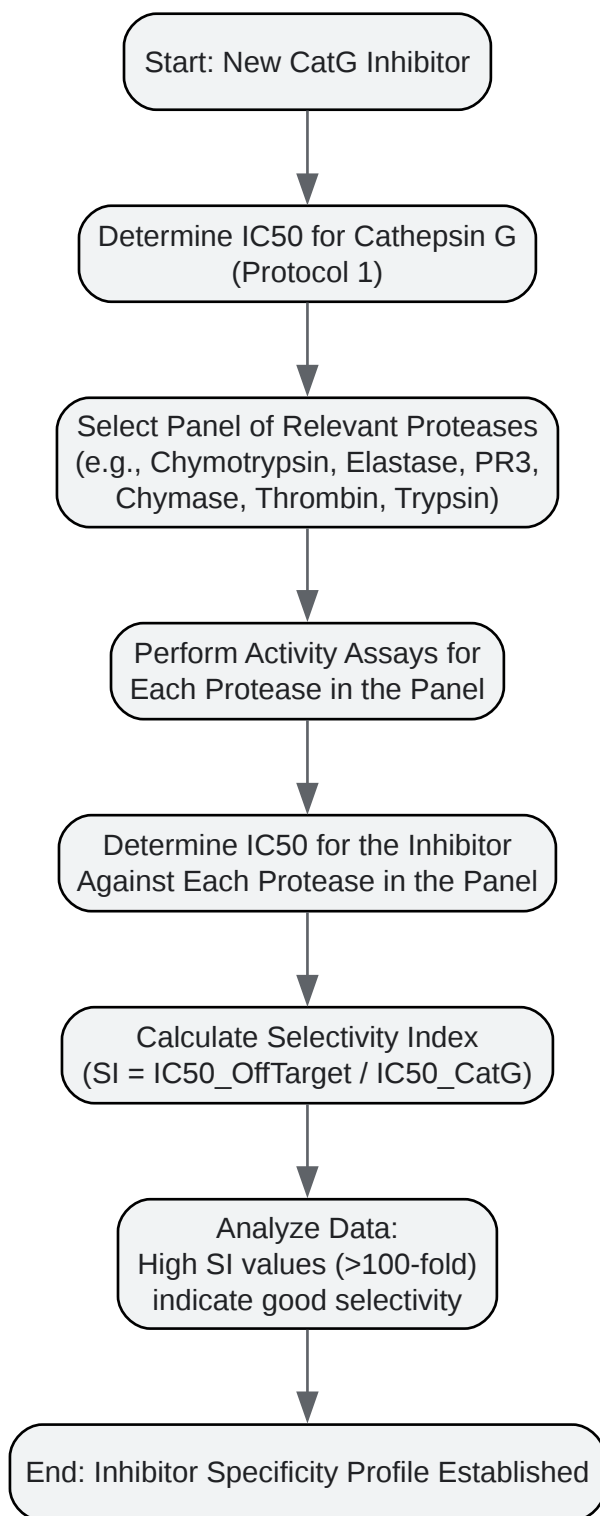 Start: New CatG Inhibitor
Determine IC50 for Cathepsin G
(Protocol 1)
Select Panel of Relevant Proteases
(e.g., Chymotrypsin, Elastase, PR3,
Chymase, Thrombin, Trypsin)
Perform Activity Assays for
Each Protease in the Panel
Determine IC50 for the Inhibitor
Against Each Protease in the Panel
Calculate Selectivity Index
(SI = IC50_OffTarget / IC50_CatG)
Analyze Data:
High SI values (>100-fold)
indicate good selectivity
End: Inhibitor Specificity Profile Established